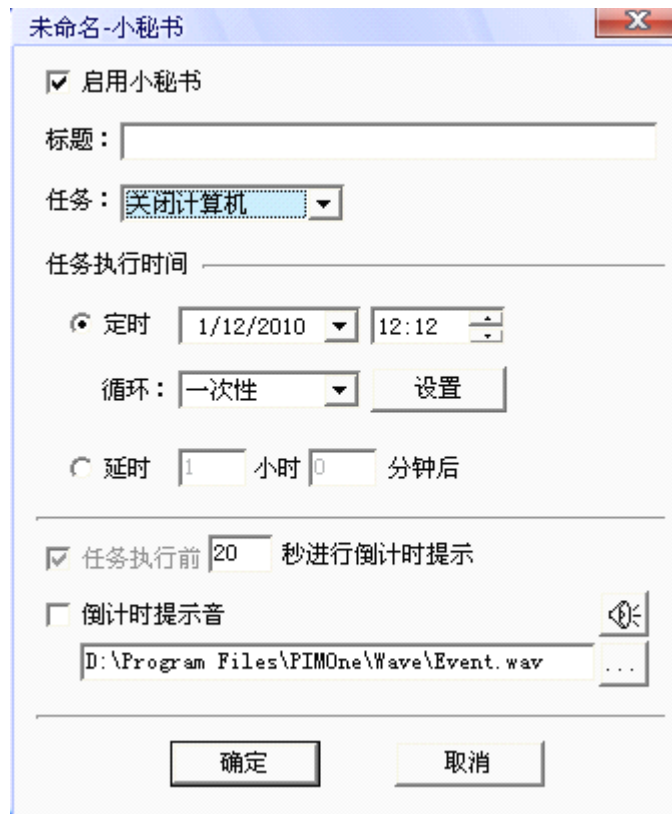 未命名-小秘书
启用小秘书
标题：
任务： 关闭计算机
任务执行时间
定时 1/12/2010 12:12
循环： 一次性 设置
延时 1 小时 0 分钟后
任务执行前 20 秒进行倒计时提示
倒计时提示音
D:\Program Files\PIMOne\Wave\Event.wav ...
确定 取消